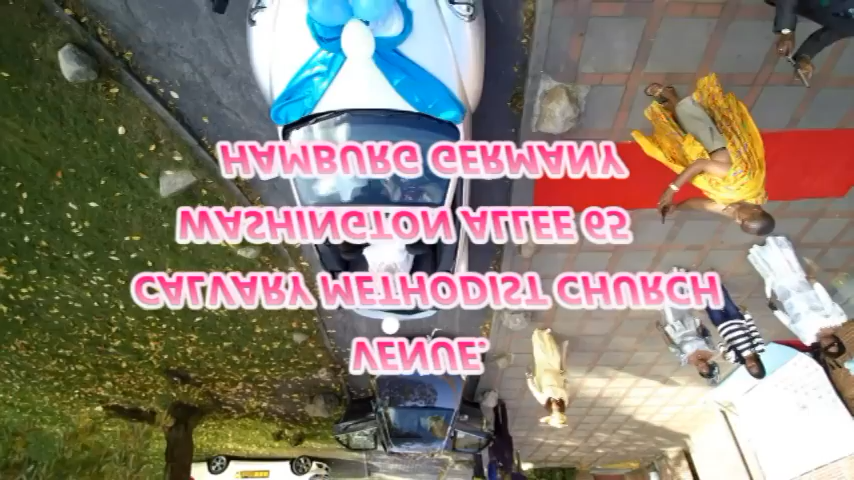 VENUE.
CALVARY METHODIST CHURCH
WASHINGTON ALLEE 65
HAMBURG GERMANY